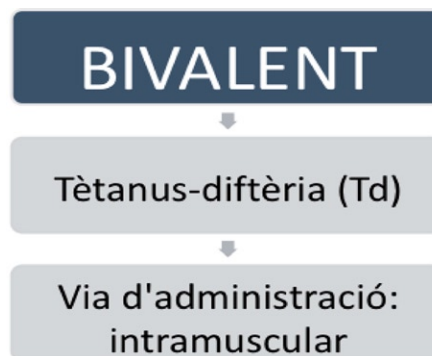 BIVALENT
Tètanus-diftèria (Td)
Via d'administració:
intramuscular